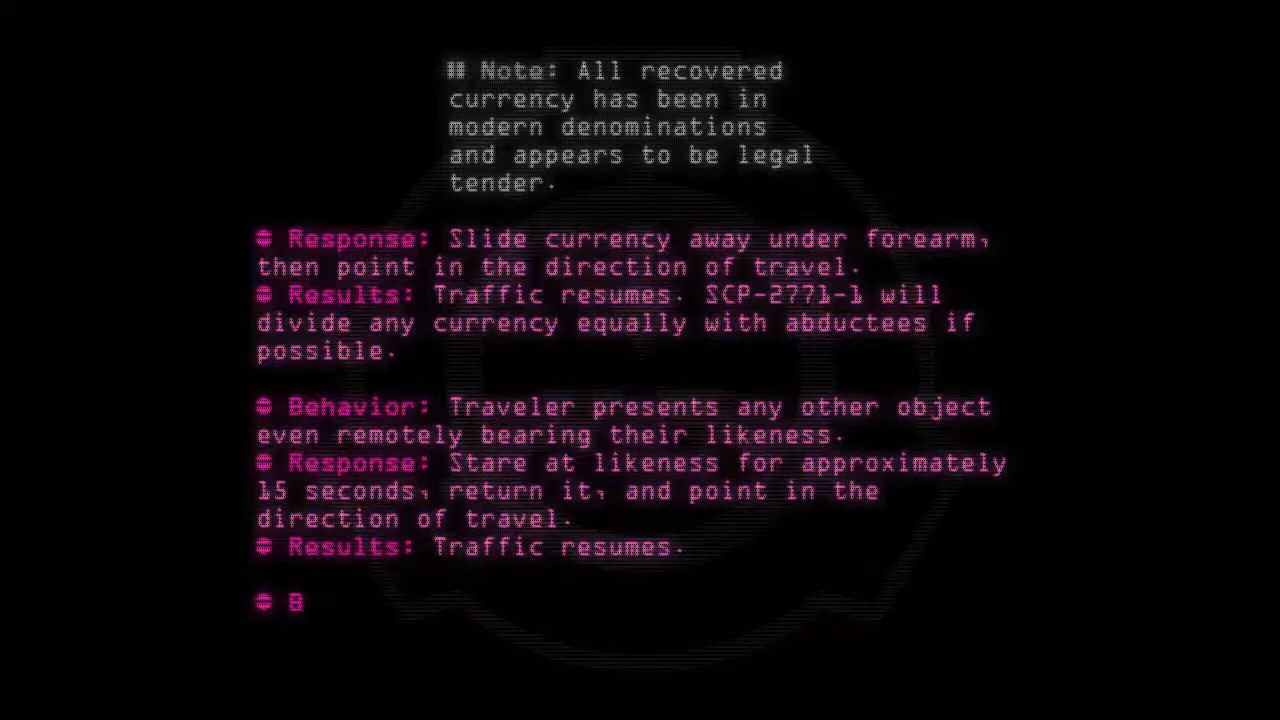 # Note: All recovered
currency has been in
modern denominations
and appears to be legal
tender.
Response: Slide currency away under forearm,
then point in the direction of travel.
Results: Traffic resumes. SCP-2771-1 will
divide any currency equally with abductees if
possible.
Behavior: Traveler presents any other object
even remotely bearing their likeness.
Response: Stare at likeness for approximately
15 seconds, return it, and point in the
direction of travel.
Results: Traffic resumes.
B